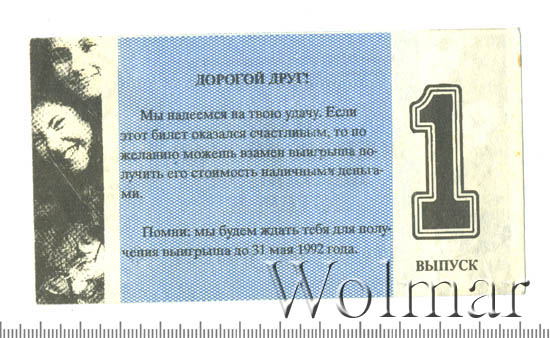 ДОРОГОЙ ДРУГ!
Мы надеемся на твою удачу. Если
этот билет оказался счастливым, то по
желанию можешь взамен выигрыша по-
лучить его стоимость наличными деньга-
ми.
Помни: мы будем ждать тебя для полу-
чения выигрыша до 31 мая 1992 года.
1
ВЫПУСК
Wolmar